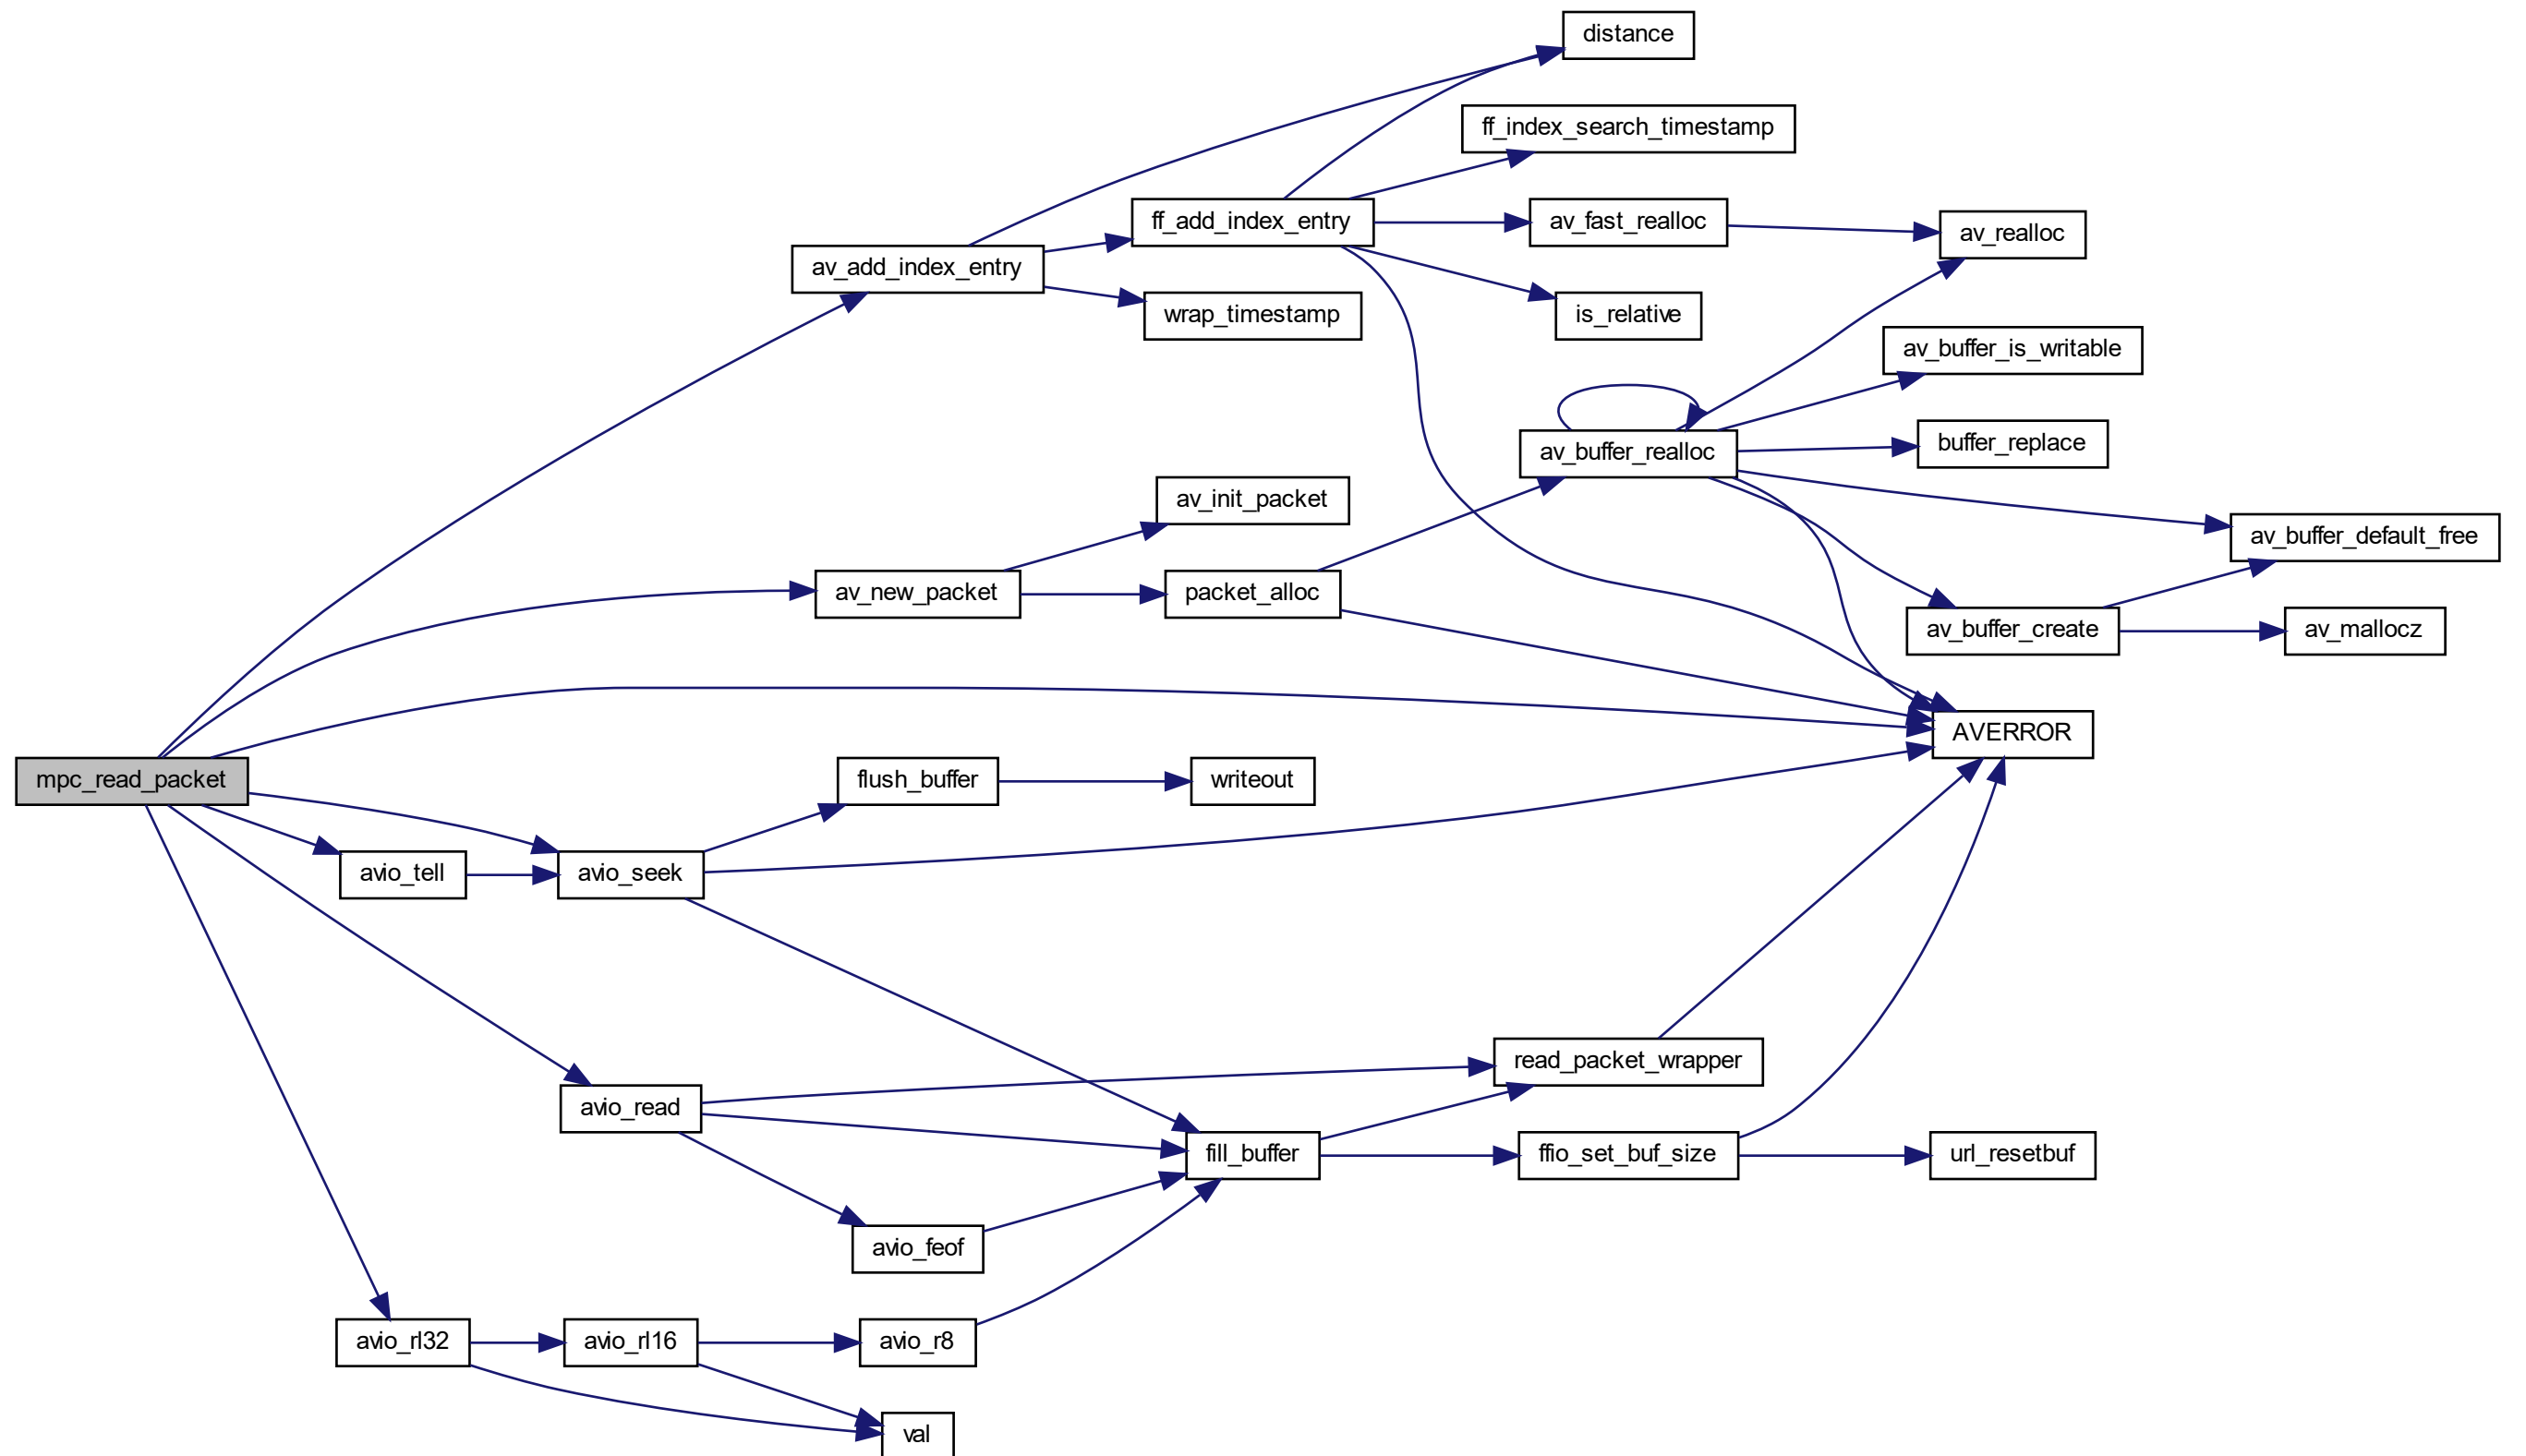 distance
ff_index_search_timestamp
ff_add_index_entry
av_fast_realloc
av_realloc
av_add_index_entry
wrap_timestamp
is_relative
av_buffer_is_writable
av_buffer_realloc
buffer_replace
av_init_packet
av_buffer_default_free
av_new_packet
packet_alloc
av_buffer_create
av_mallocz
AVERROR
mpc_read_packet
flush_buffer
writeout
avio_tell
avio_seek
read_packet_wrapper
avio_read
fill_buffer
ffio_set_buf_size
url_resetbuf
avio_feof
avio_rl32
avio_rl16
avio_r8
val